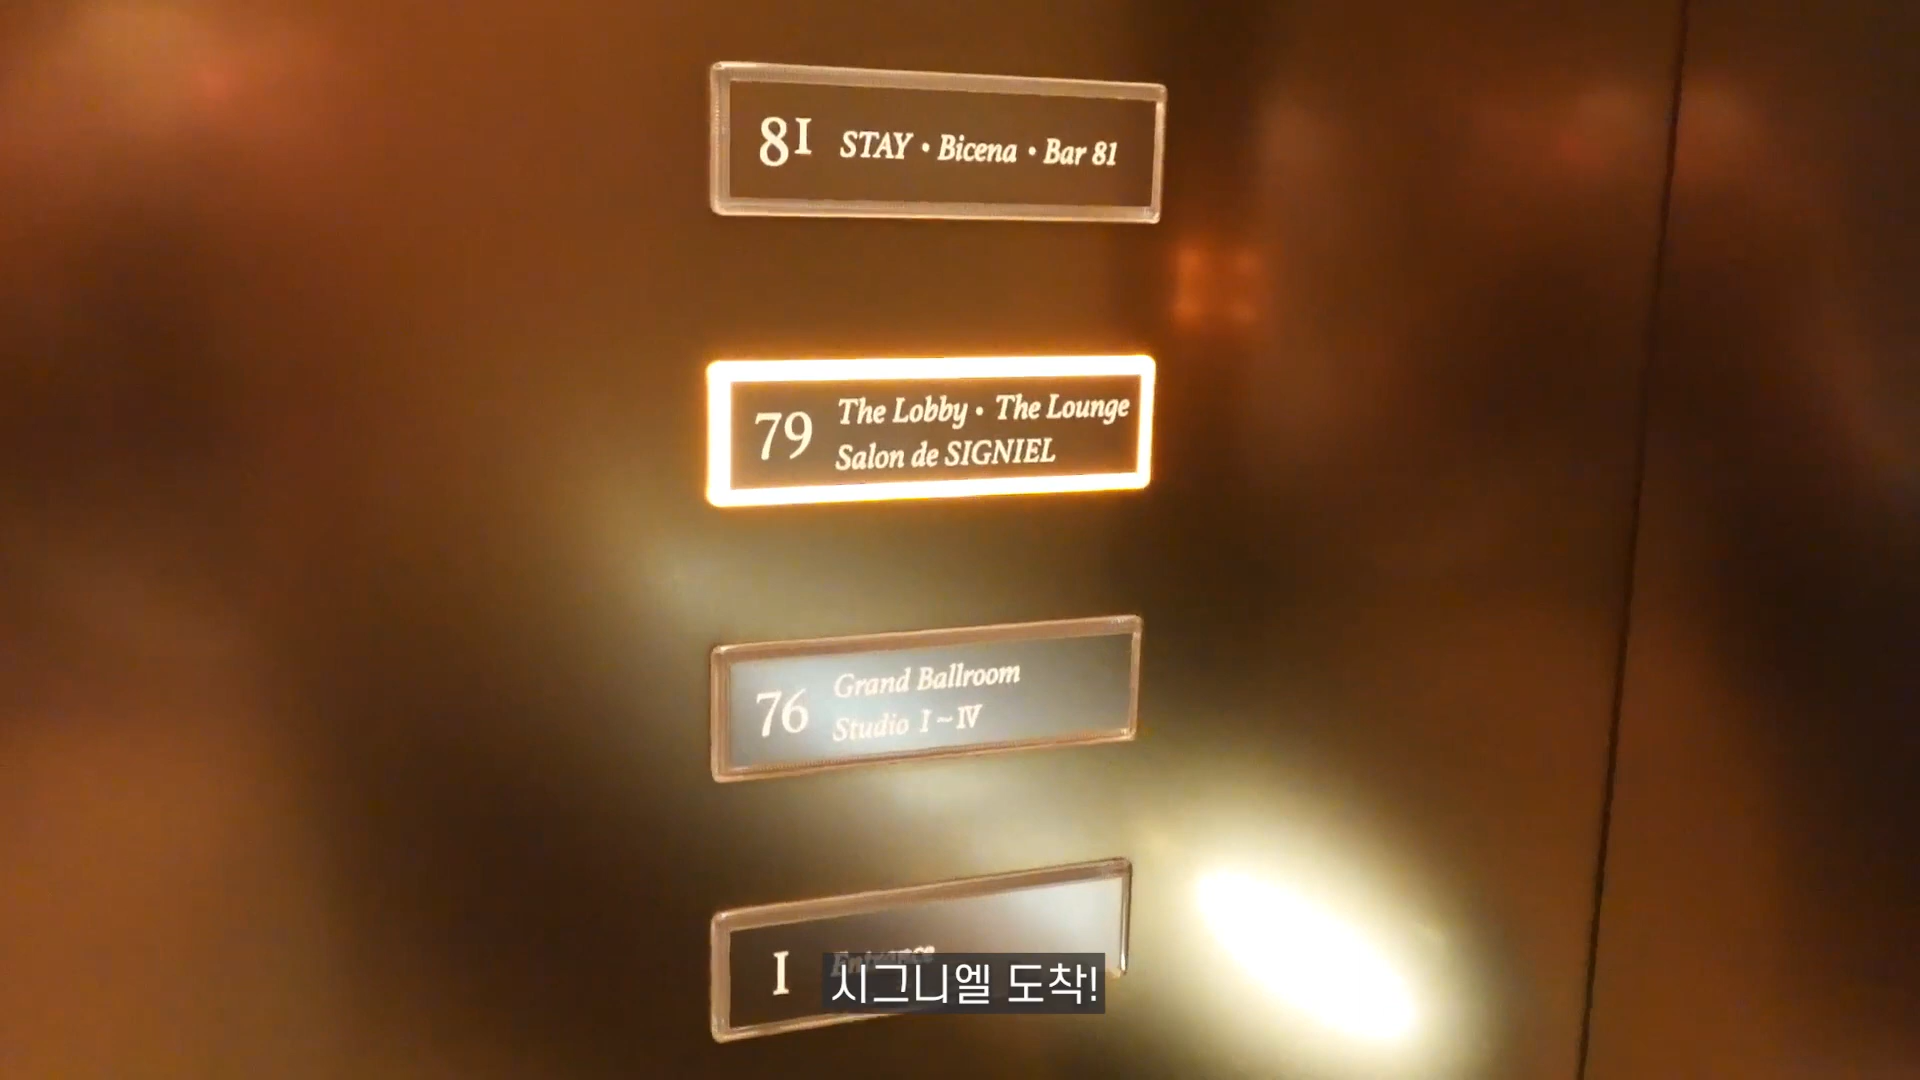 81 STAY • Bicena • Bar 81
79 The Lobby • The Lounge
Salon de SIGNIEL
76 Grand Ballroom
Studio I ~ IV
1 Entrance
시그니엘 도착!